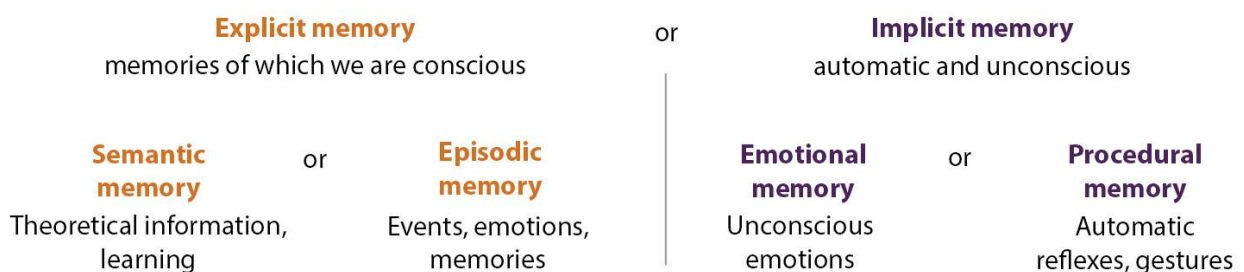 Explicit memory
memories of which we are conscious
or
Implicit memory
automatic and unconscious
Semantic
memory
Theoretical information,
learning
or
Episodic
memory
Events, emotions,
memories
Emotional
memory
Unconscious
emotions
or
Procedural
memory
Automatic
reflexes, gestures